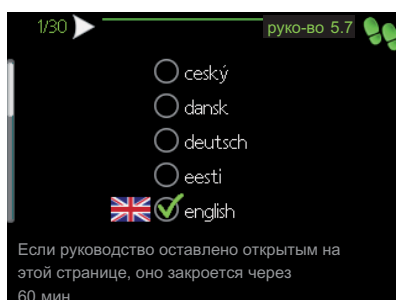 1/30
руко-во 5.7
ceský
dansk
deutsch
eesti
english
Если руководство оставлено открытым на
этой странице, оно закроется через
60 мин